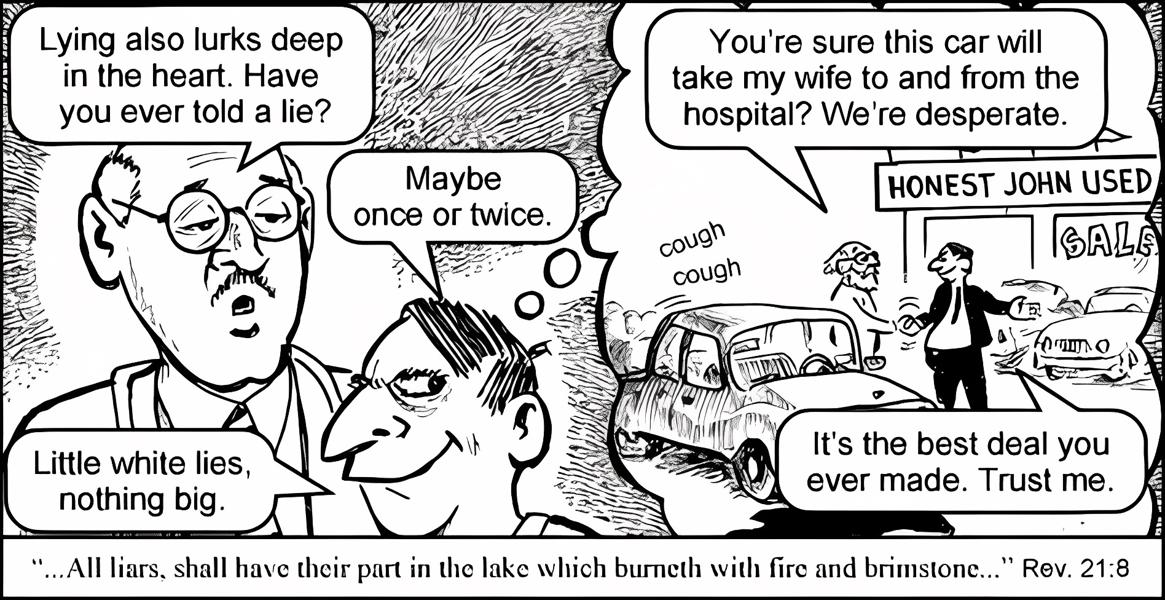 Lying also lurks deep
in the heart. Have
you ever told a lie?
Maybe
once or twice.
Little white lies,
nothing big.
You're sure this car will
take my wife to and from the
hospital? We're desperate.
HONEST JOHN USED
SALE
cough
cough
It's the best deal you
ever made. Trust me.
"...All liars, shall have their part in the lake which burneth with fire and brimstone..." Rev. 21:8